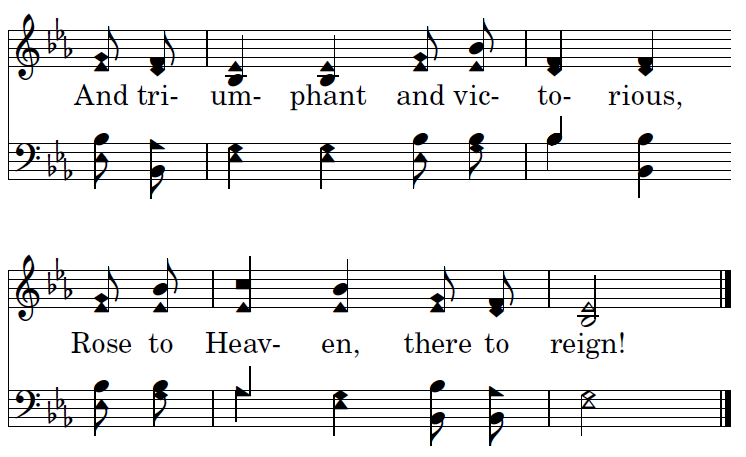 And tri- um- phant and vic- to- rious,
Rose to Heav- en, there to reign!